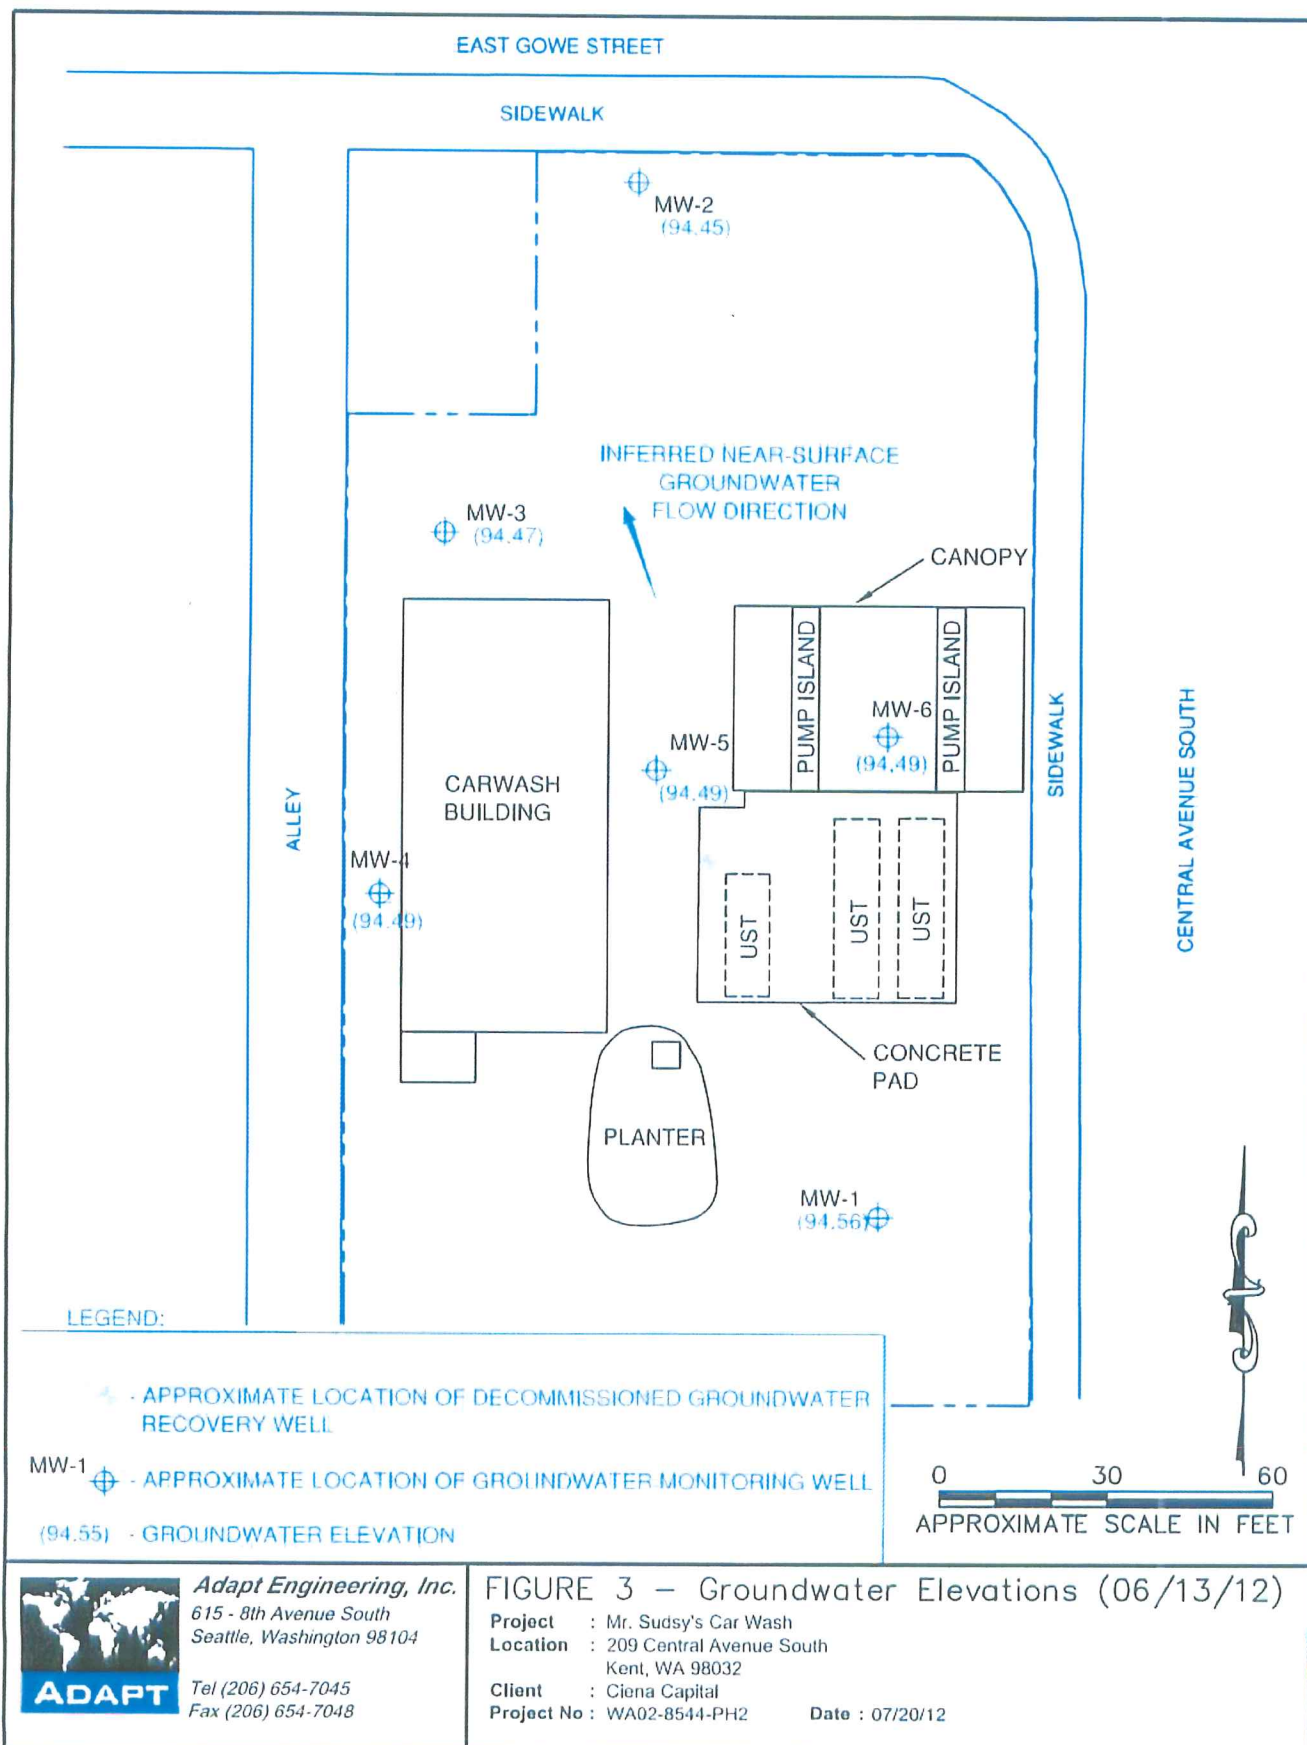 EAST GOWE STREET
SIDEWALK
MW-2
(94.45)
INFERRED NEAR-SURFACE
GROUNDWATER
FLOW DIRECTION
MW-3
(94.47)
CANOPY
PUMP ISLAND
PUMP ISLAND
MW-6
(94.49)
MW-5
(94.49)
SIDEWALK
CENTRAL AVENUE SOUTH
CARWASH
BUILDING
ALLEY
MW-4
(94.49)
UST
UST
UST
CONCRETE
PAD
PLANTER
MW-1
(94.56)
LEGEND:
- APPROXIMATE LOCATION OF DECOMMISSIONED GROUNDWATER
RECOVERY WELL
MW-1
- APPROXIMATE LOCATION OF GROUNDWATER MONITORING WELL
(94.55) - GROUNDWATER ELEVATION
0 30 60
APPROXIMATE SCALE IN FEET
ADAPT
Adapt Engineering, Inc.
615 - 8th Avenue South
Seattle, Washington 98104
Tel (206) 654-7045
Fax (206) 654-7048
FIGURE 3 - Groundwater Elevations (06/13/12)
Project : Mr. Sudsy's Car Wash
Location : 209 Central Avenue South
Kent, WA 98032
Client : Ciena Capital
Project No : WA02-8544-PH2 Date : 07/20/12